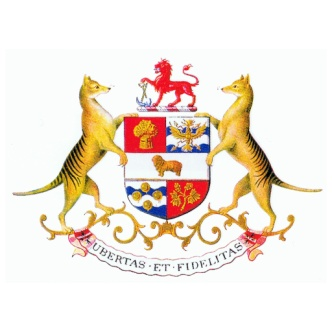 UBERTAS · ET · FIDELITAS